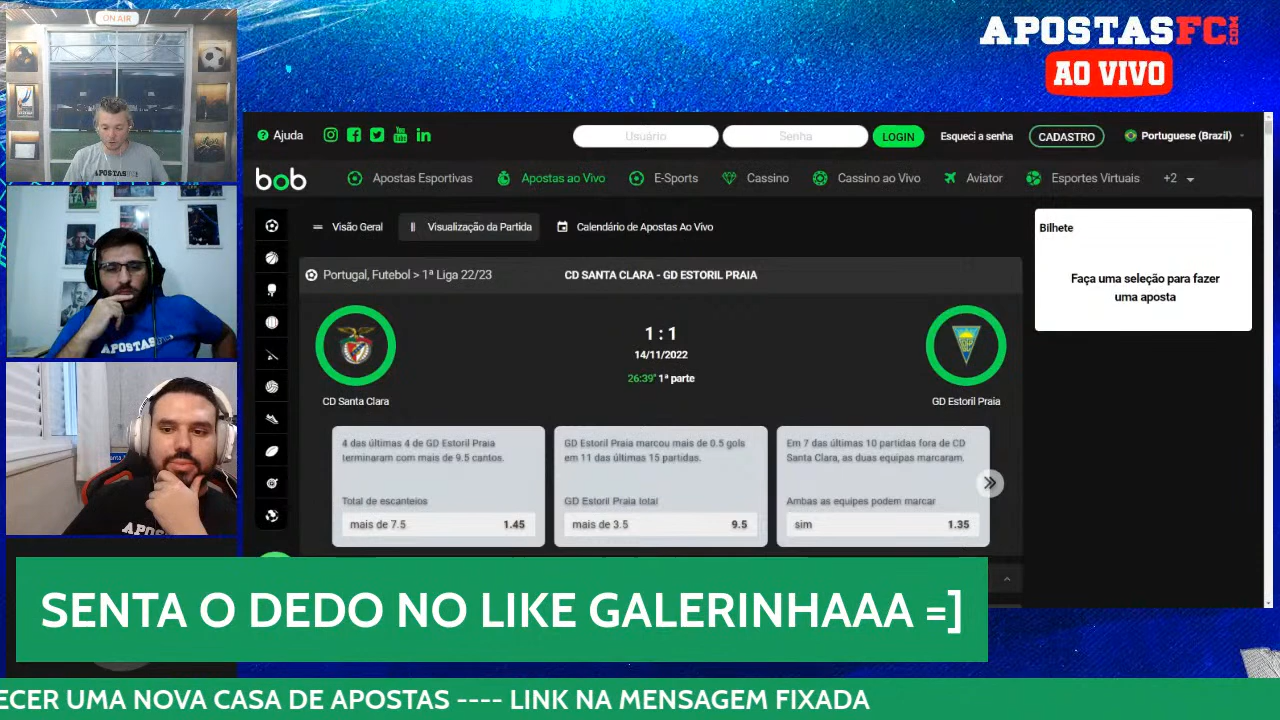 ON AIR
APOSTASFC.COM
AO VIVO
Ajuda
Usuário
Senha
LOGIN
Esqueci a senha
CADASTRO
Portuguese (Brazil)
bob
Apostas Esportivas
Apostas ao Vivo
E-Sports
Cassino
Cassino ao Vivo
Aviator
Esportes Virtuais
+2
Visão Geral
Visualização da Partida
Calendário de Apostas Ao Vivo
Bilhete
Faça uma seleção para fazer
uma aposta
Portugal, Futebol > 1ª Liga 22/23
CD SANTA CLARA - GD ESTORIL PRAIA
1 : 1
14/11/2022
26:39" 1ª parte
CD Santa Clara
GD Estoril Praia
4 das últimas 4 de GD Estoril Praia
terminaram com mais de 9.5 cantos.
Total de escanteios
mais de 7.5 1.45
GD Estoril Praia marcou mais de 0.5 gols
em 11 das últimas 15 partidas.
GD Estoril Praia total
mais de 3.5 9.5
Em 7 das últimas 10 partidas fora de CD
Santa Clara, as duas equipas marcaram.
Ambas as equipes podem marcar
sim 1.35
APOSTAS
SENTA O DEDO NO LIKE GALERINHAAA =]
ECER UMA NOVA CASA DE APOSTAS ---- LINK NA MENSAGEM FIXADA